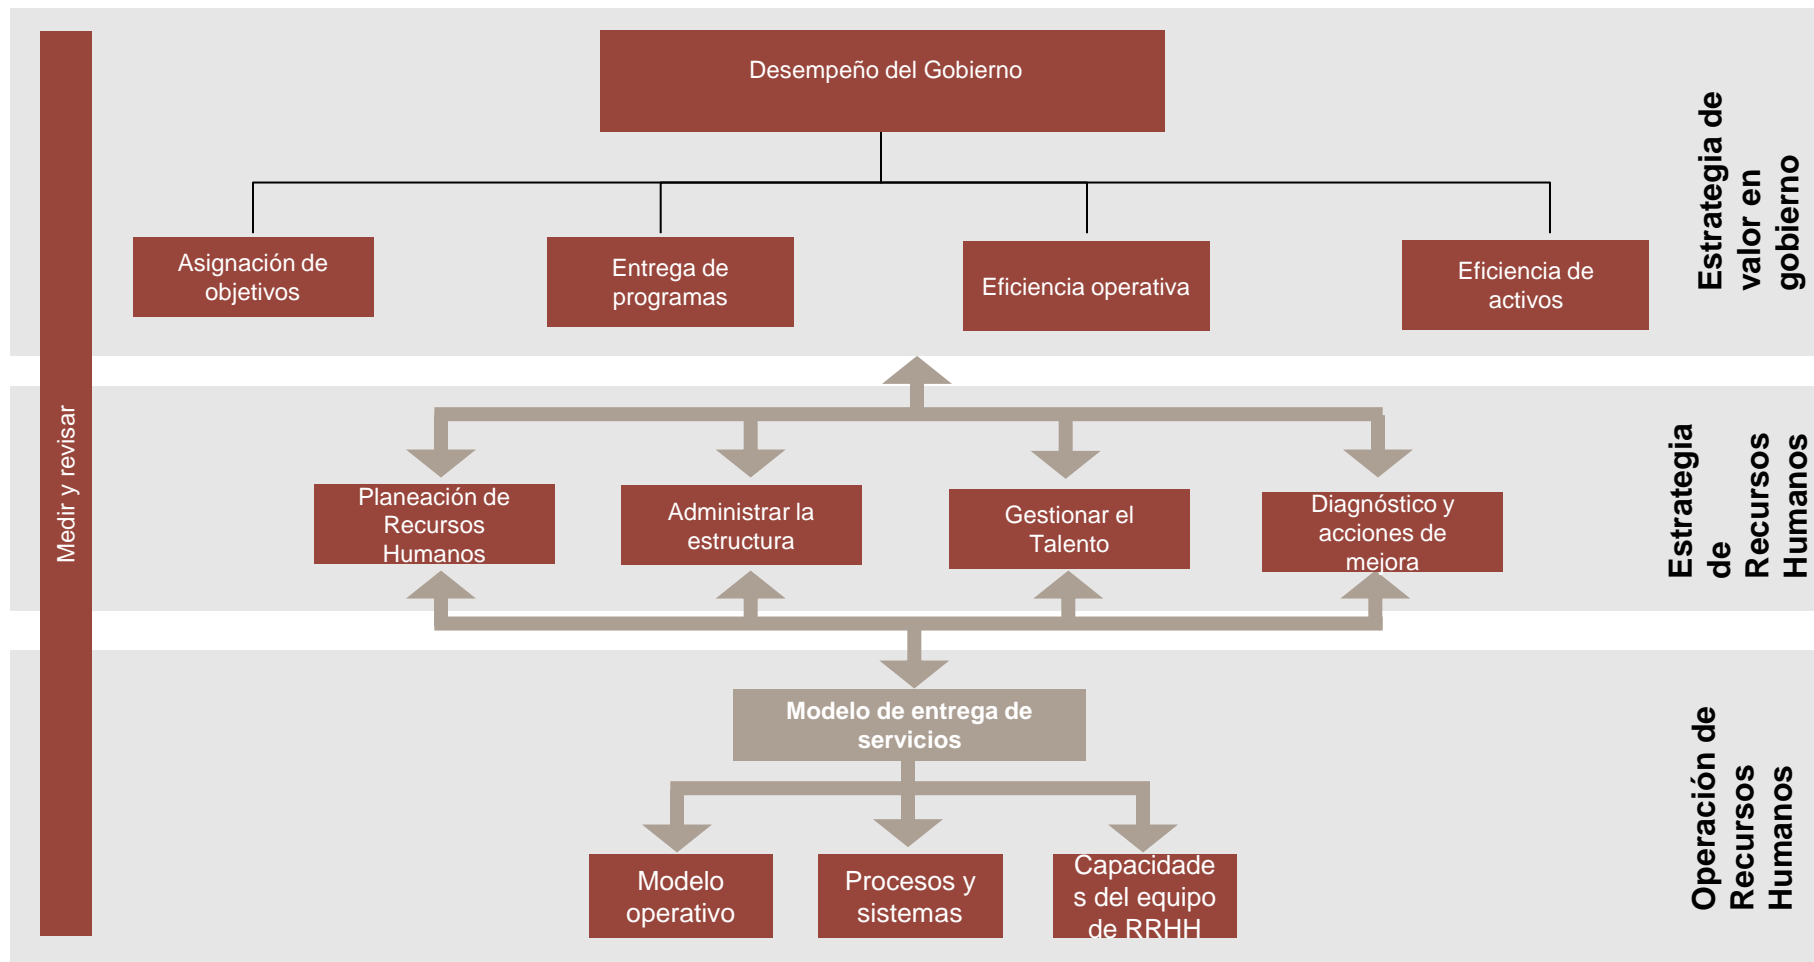 Desempeño del Gobierno
Asignación de
objetivos
Entrega de
programas
Eficiencia operativa
Eficiencia de
activos
Estrategia de
valor en
gobierno
Medir y revisar
Planeación de
Recursos
Humanos
Administrar la
estructura
Gestionar el
Talento
Diagnóstico y
acciones de
mejora
Estrategia
de
Recursos
Humanos
Modelo de entrega de
servicios
Modelo
operativo
Procesos y
sistemas
Capacidade
s del equipo
de RRHH
Operación de
Recursos
Humanos